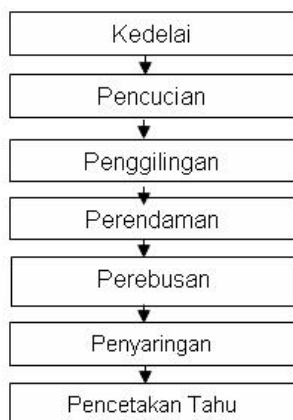 Kedelai
Pencucian
Penggilingan
Perendaman
Perebusan
Penyaringan
Pencetakan Tahu